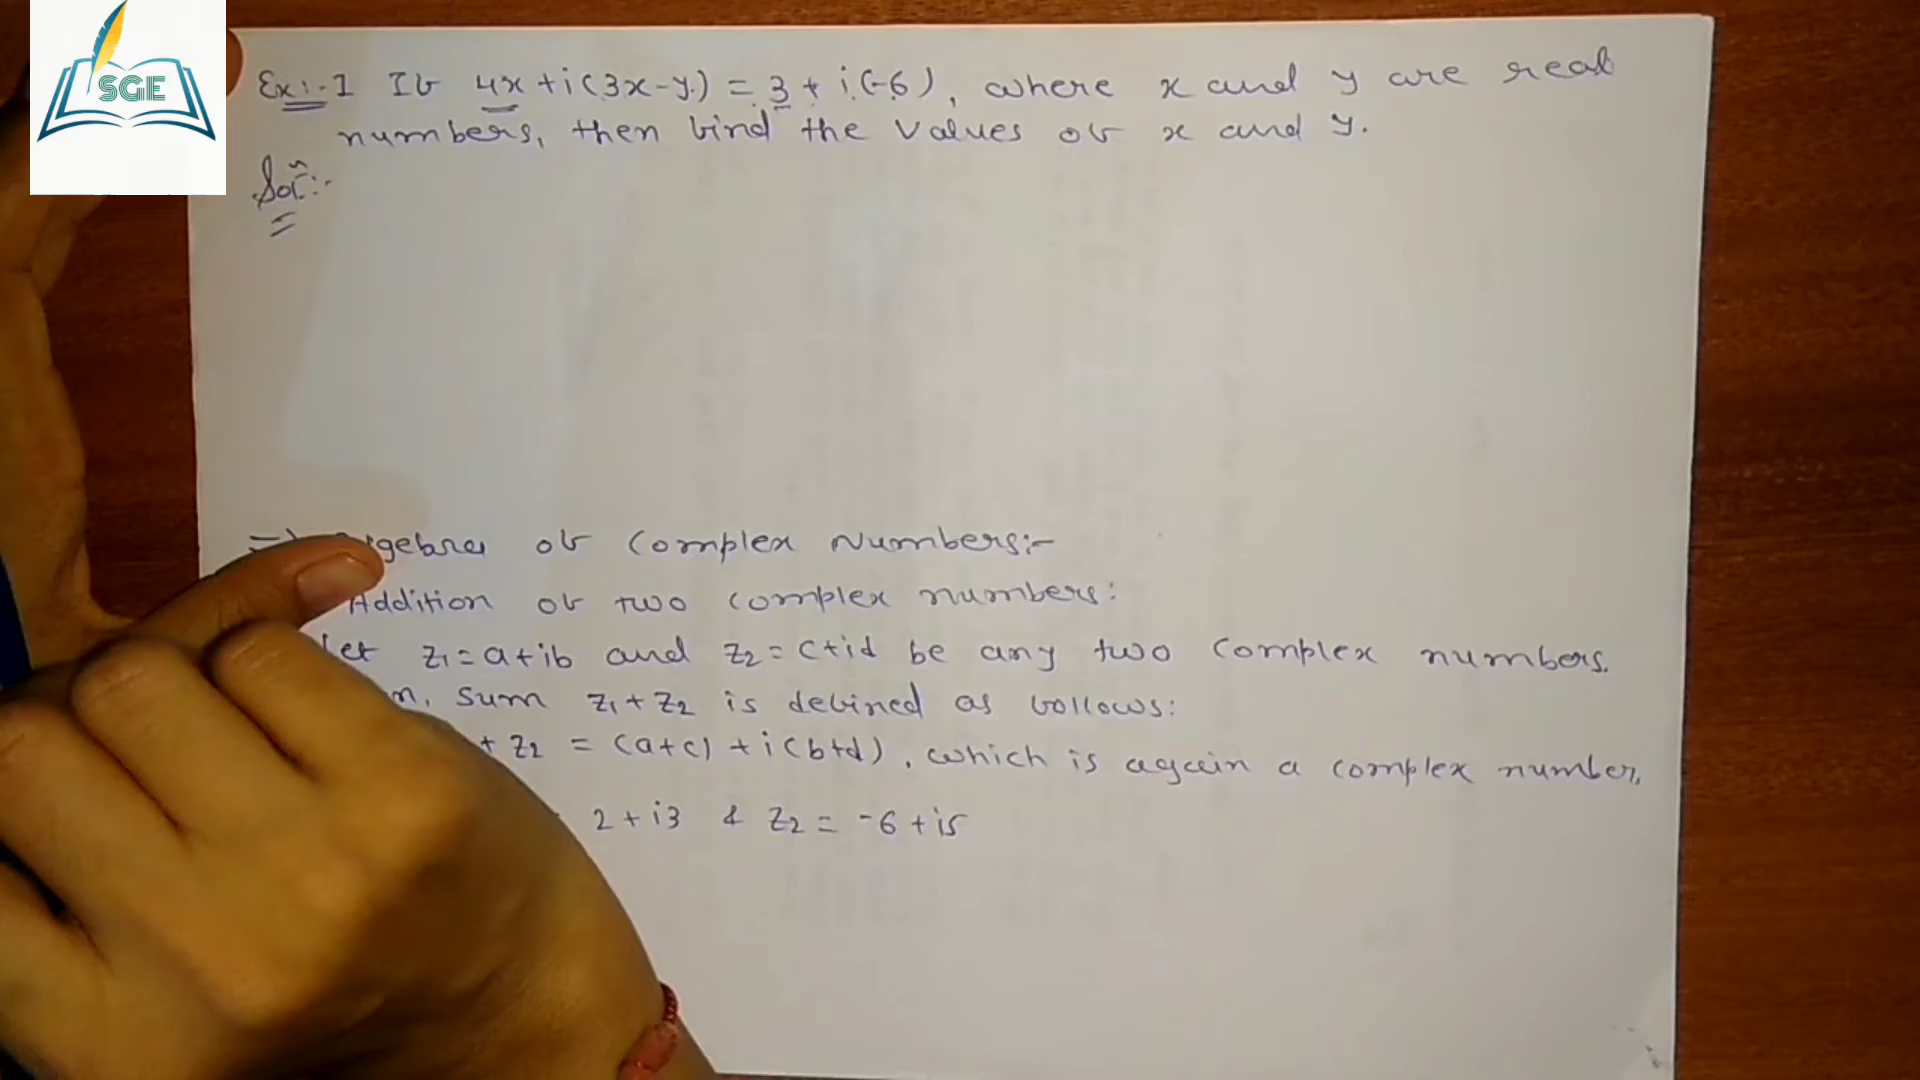 SGE
Ex:-1 If 4x+i(3x-y) = 3 + i(-6), where x and y are real
numbers, then find the values of x and y.
Soln:-
Algebra of Complex Numbers:-
Addition of two complex numbers:
Let z1=a+ib and z2=c+id be any two complex numbers.
sum z1+z2 is defined as follows:
+ z2 = (a+c) + i(b+d), which is again a complex number,
2+i3 & z2 = -6+i5